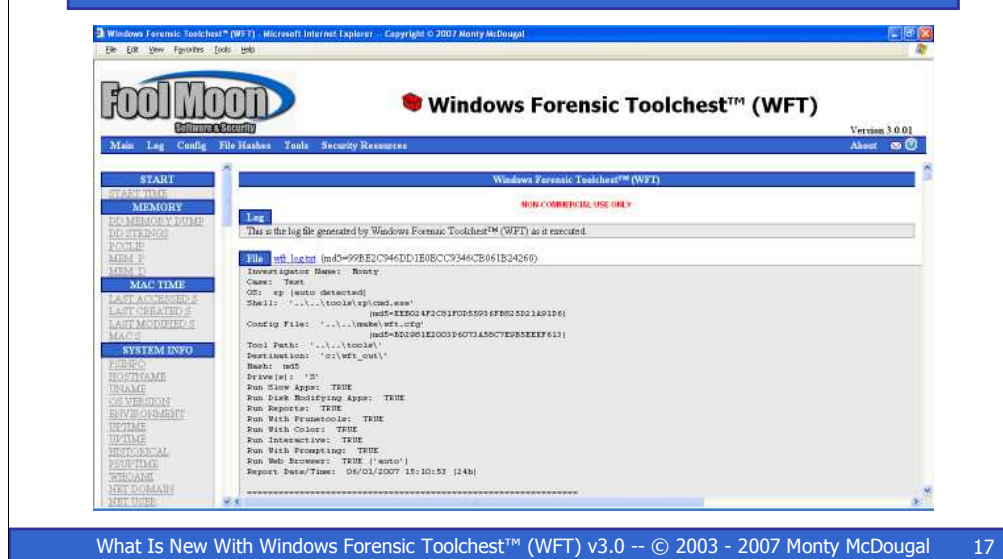 Windows Forensic Toolchest™ (WFT) - Microsoft Internet Explorer -- Copyright © 2007 Monty McDougal
File Edit View Favorites Tools Help
Fool Moon
Software & Security
Windows Forensic Toolchest™ (WFT)
Version 3.0.01
Main Log Config File Hashes Tools Security Resources About
START
START TIME
MEMORY
DD MEMORY DUMP
DD STRINGS
PCCLIP
MEM P
MEM D
MAC TIME
LAST ACCESSED S
LAST CREATED S
LAST MODIFIED S
MAC S
SYSTEM INFO
PSINFO
HOSTNAME
UNAME
OS VERSION
ENVIRONMENT
UPTIME
UPTIME
HISTORICAL
PSUPTIME
WHOAMI
NET DOMAIN
NET USER
Windows Forensic Toolchest™ (WFT)
NON-COMMERCIAL USE ONLY
Log
This is the log file generated by Windows Forensic Toolchest™ (WFT) as it executed.
File wft_log.txt (md5=99BE2C946DD1E0BCC9346CB061B24260)
Investigator Name: Monty
Case: Test
OS: xp (auto detected)
Shell: '..\..\tools\xp\cmd.exe'
Config File: '..\..\make\wft.cfg'
Tool Path: '..\..\tools\'
Destination: 'c:\wft_out\'
Hash: md5
Drive(s): 'S'
Run Slow Apps: TRUE
Run Disk Modifying Apps: TRUE
Run Reports: TRUE
Run With Prunetools: TRUE
Run With Color: TRUE
Run Interactive: TRUE
Run With Prompting: TRUE
Run Web Browser: TRUE ['auto']
Report Date/Time: 06/01/2007 15:10:53 [24h]
What Is New With Windows Forensic Toolchest™ (WFT) v3.0 -- © 2003 - 2007 Monty McDougal 17